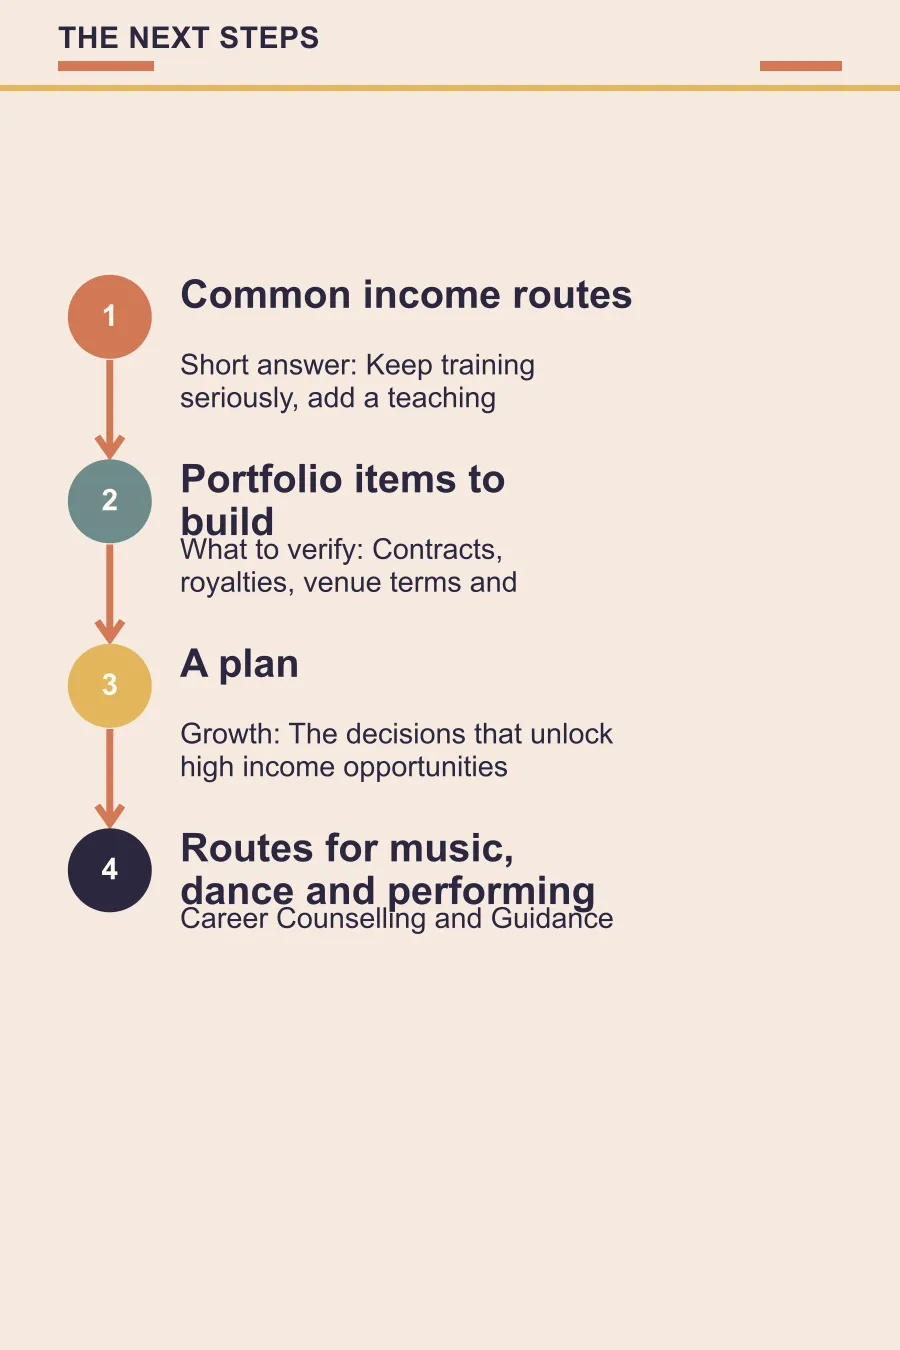 THE NEXT STEPS
1
Common income routes
Short answer: Keep training
seriously, add a teaching
2
Portfolio items to
build
What to verify: Contracts,
royalties, venue terms and
3
A plan
Growth: The decisions that unlock
high income opportunities
4
Routes for music,
dance and performing
Career Counselling and Guidance